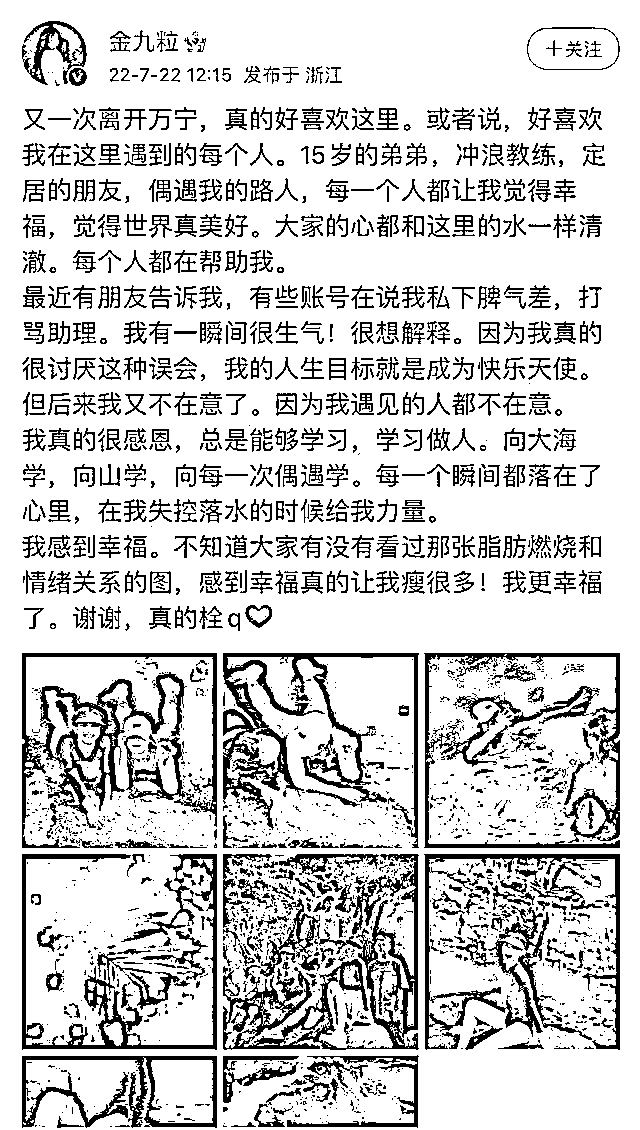 金九粒
22-7-22 12:15 发布于 浙江
+关注
又一次离开万宁，真的好喜欢这里。或者说，好喜欢
我在这里遇到的每个人。15岁的弟弟，冲浪教练，定
居的朋友，偶遇我的路人，每一个人都让我觉得幸
福，觉得世界真美好。大家的心都和这里的水一样清
澈。每个人都在帮助我。
最近有朋友告诉我，有些账号在说我私下脾气差，打
骂助理。我有一瞬间很生气！很想解释。因为我真的
很讨厌这种误会，我的人生目标就是成为快乐天使。
但后来我又不在意了。因为我遇见的人都不在意。
我真的很感恩，总是能够学习，学习做人。向大海
学，向山学，向每一次偶遇学。每一个瞬间都落在了
心里，在我失控落水的时候给我力量。
我感到幸福。不知道大家有没有看过那张脂肪燃烧和
情绪关系的图，感到幸福真的让我瘦很多！我更幸福
了。谢谢，真的栓q